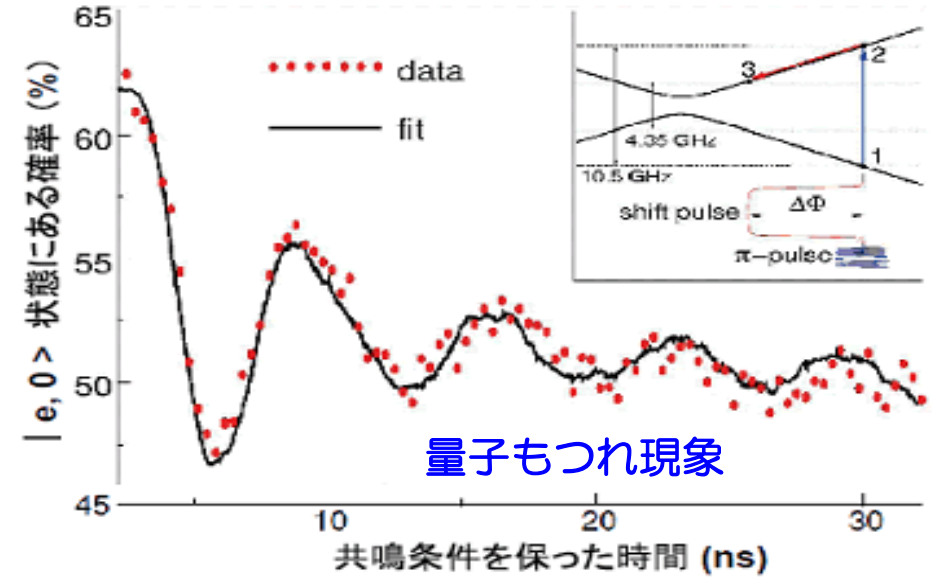 65
60
55
50
45
| e, 0 > 状態にある確率 (%)
data
fit
3
2
4.35 GHz
1
10.5 GHz
shift pulse
ΔΦ
π-pulse
量子もつれ現象
10
20
30
共鳴条件を保った時間 (ns)